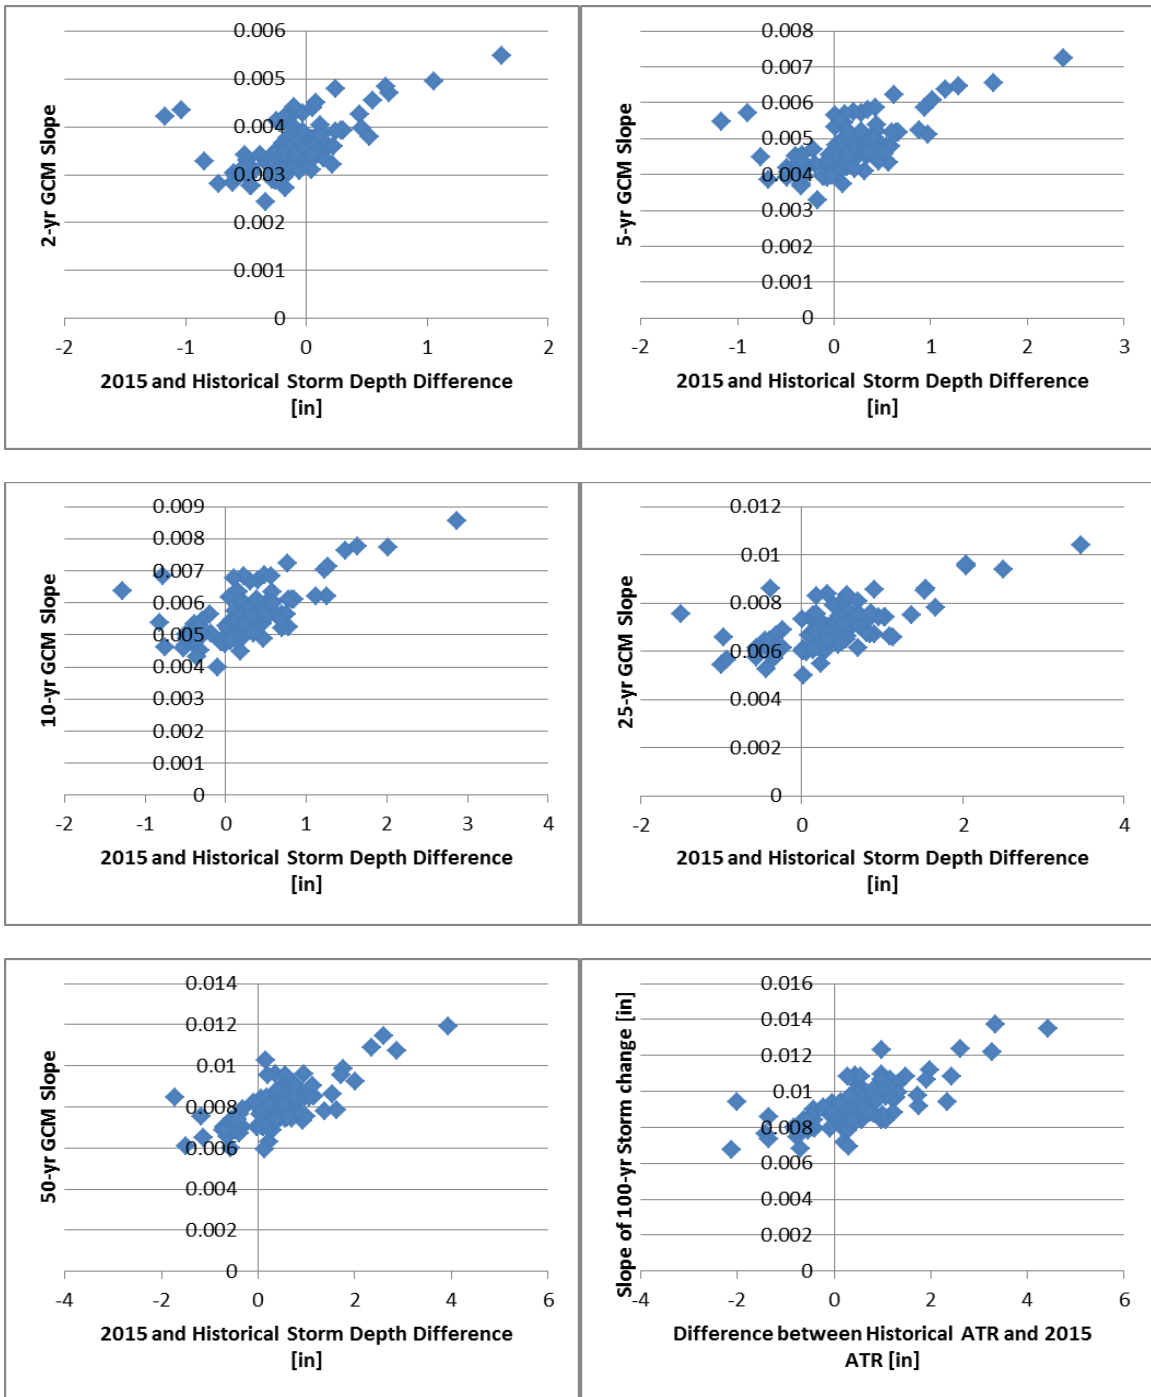 0.006
0.005
0.004
0.003
0.002
0.001
0
-2 -1 0 1 2
2-yr GCM Slope
2015 and Historical Storm Depth Difference
[in]
0.008
0.007
0.006
0.005
0.004
0.003
0.002
0.001
0
-2 -1 0 1 2 3
5-yr GCM Slope
2015 and Historical Storm Depth Difference
[in]
0.009
0.008
0.007
0.006
0.005
0.004
0.003
0.002
0.001
0
-2 -1 0 1 2 3 4
10-yr GCM Slope
2015 and Historical Storm Depth Difference
[in]
0.012
0.01
0.008
0.006
0.004
0.002
0
-2 0 2 4
25-yr GCM Slope
2015 and Historical Storm Depth Difference
[in]
0.014
0.012
0.01
0.008
0.006
0.004
0.002
0
-4 -2 0 2 4 6
50-yr GCM Slope
2015 and Historical Storm Depth Difference
[in]
0.016
0.014
0.012
0.01
0.008
0.006
0.004
0.002
0
-4 -2 0 2 4 6
Slope of 100-yr Storm change [in]
Difference between Historical ATR and 2015
ATR [in]